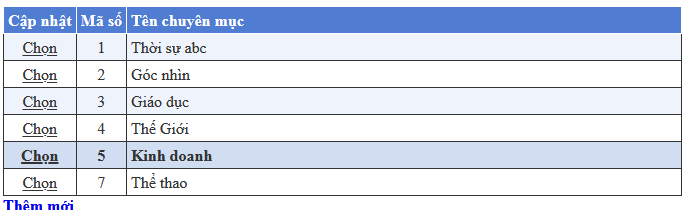 Cập nhật Mã số Tên chuyên mục
Chọn 1 Thời sự abc
Chọn 2 Góc nhìn
Chọn 3 Giáo dục
Chọn 4 Thế Giới
Chọn 5 Kinh doanh
Chọn 7 Thể thao
Thêm mới